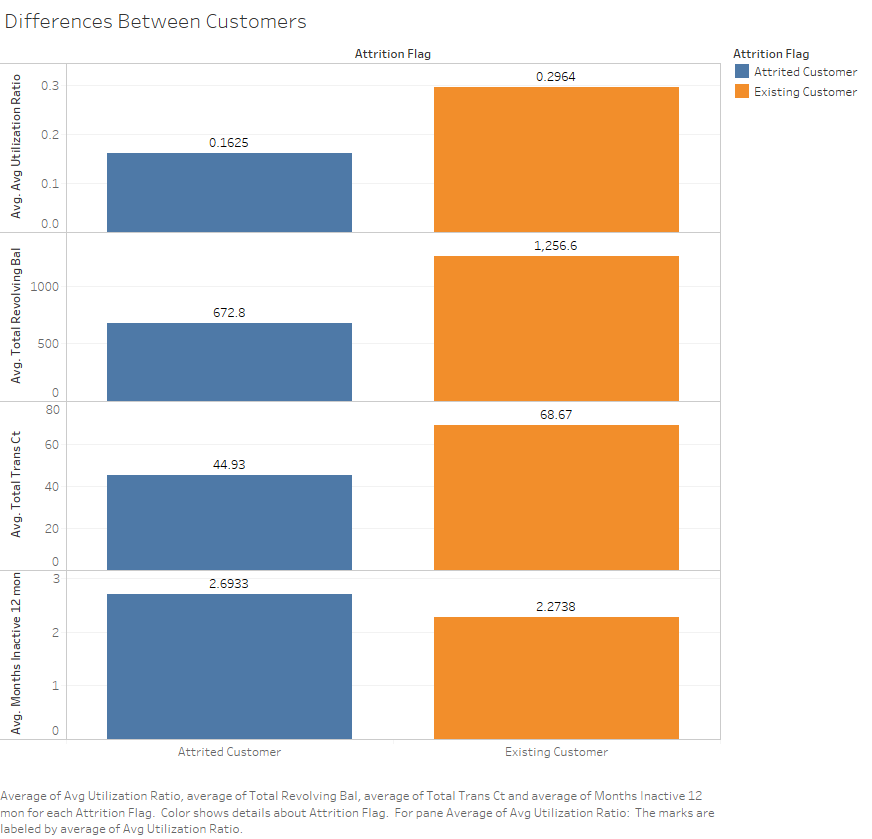 Differences Between Customers
Attrition Flag
Attrition Flag
Attrited Customer
Existing Customer
Avg. Avg Utilization Ratio
0.3
0.2
0.1
0.0
0.1625
0.2964
Avg. Total Revolving Bal
1000
500
0
672.8
1,256.6
Avg. Total Trans Ct
80
60
40
20
0
44.93
68.67
Avg. Months Inactive 12 mon
3
2
1
0
2.6933
2.2738
Attrited Customer
Existing Customer
Average of Avg Utilization Ratio, average of Total Revolving Bal, average of Total Trans Ct and average of Months Inactive 12
mon for each Attrition Flag.  Color shows details about Attrition Flag.  For pane Average of Avg Utilization Ratio:  The marks are
labeled by average of Avg Utilization Ratio.